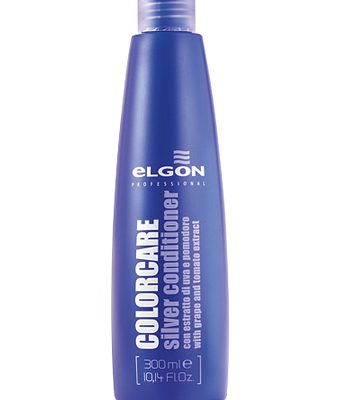 eLGON
PROFESSIONAL
COLORCARE
silver conditioner
con estratto di uva e pomodoro
with grape and tomato extract
300 ml e
10,14 Fl.Oz.